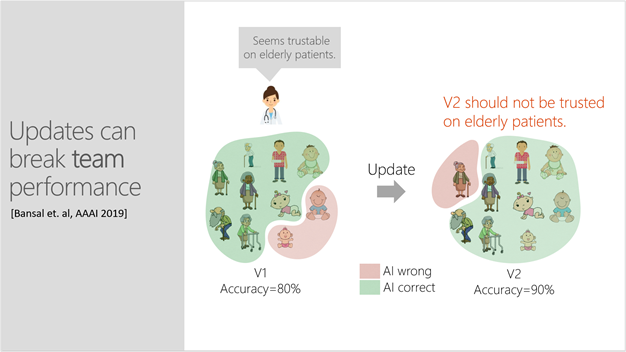 Updates can
break team
performance
[Bansal et. al, AAAI 2019]
Seems trustable
on elderly patients.
V1
Accuracy=80%
Update
AI wrong
AI correct
V2 should not be trusted
on elderly patients.
V2
Accuracy=90%